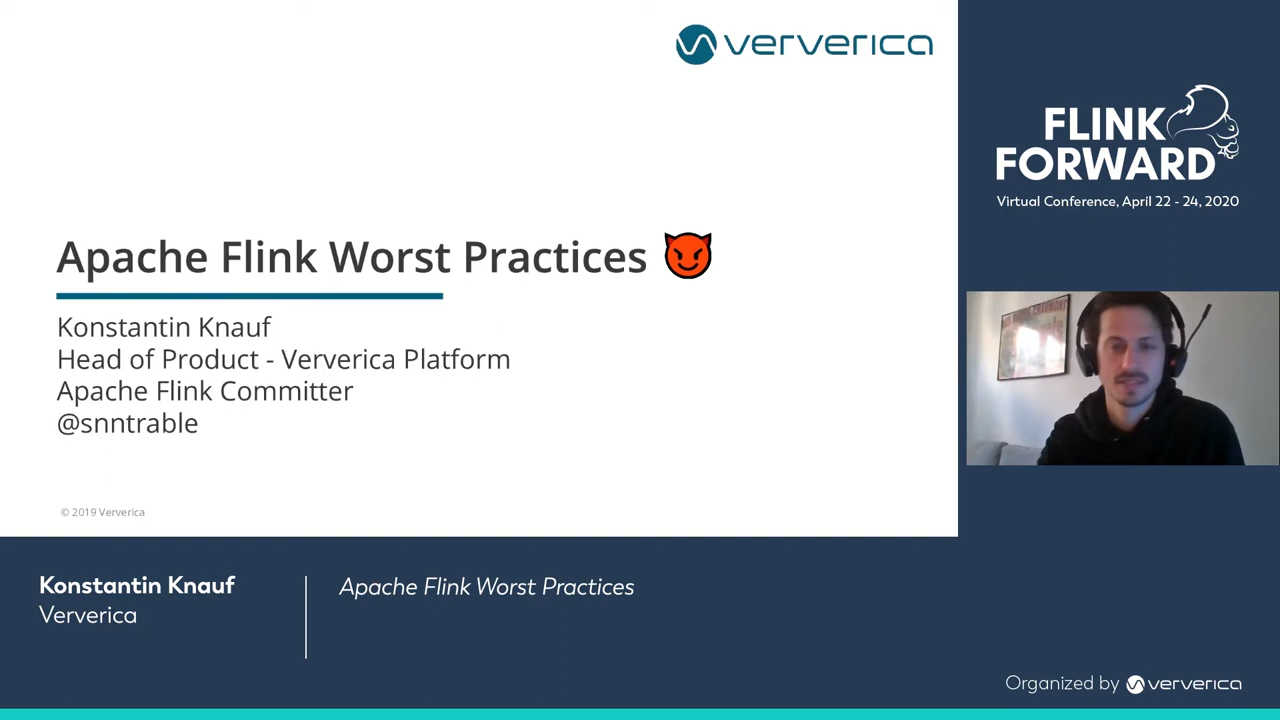 ververica
FLINK
FORWARD
Virtual Conference, April 22 - 24, 2020
Apache Flink Worst Practices
Konstantin Knauf
Head of Product - Ververica Platform
Apache Flink Committer
@snntrable
© 2019 Ververica
Konstantin Knauf
Ververica
Apache Flink Worst Practices
Organized by ververica